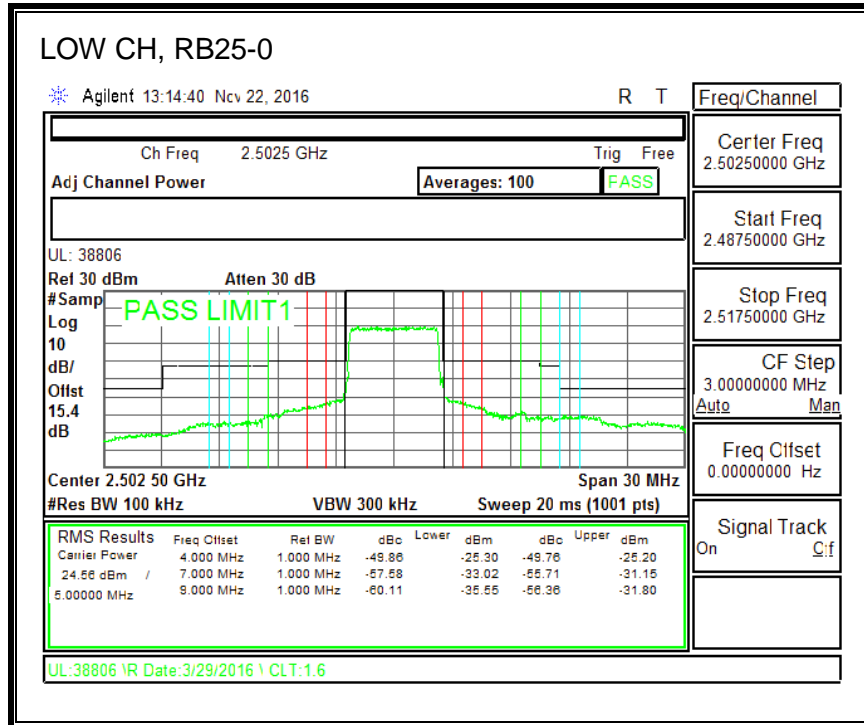 LOW CH, RB25-0
Agilent 13:14:40 Nov 22, 2016 R T
Freq/Channel
Ch Freq 2.5025 GHz Trig Free
Adj Channel Power Averages: 100 PASS
Center Freq
2.50250000 GHz
Start Freq
2.48750000 GHz
Stop Freq
2.51750000 GHz
CF Step
3.00000000 MHz
Auto Man
Freq Offset
0.00000000 Hz
Signal Track
On Off
UL: 38806
Ref 30 dBm Atten 30 dB
#Samp
Log
10
dB/
Offst
15.4
dB
PASS LIMIT1
Center 2.502 50 GHz Span 30 MHz
#Res BW 100 kHz VBW 300 kHz Sweep 20 ms (1001 pts)
RMS Results Freq Offset Ref BW dBc Lower dBm dBc Upper dBm
Carrier Power 4.000 MHz 1.000 MHz -49.86 -25.30 -49.76 -25.20
24.56 dBm / 7.000 MHz 1.000 MHz -57.58 -33.02 -55.71 -31.15
5.00000 MHz 9.000 MHz 1.000 MHz -60.11 -35.55 -56.36 -31.80
UL:38806 \R Date:3/29/2016 \ CLT:1.6